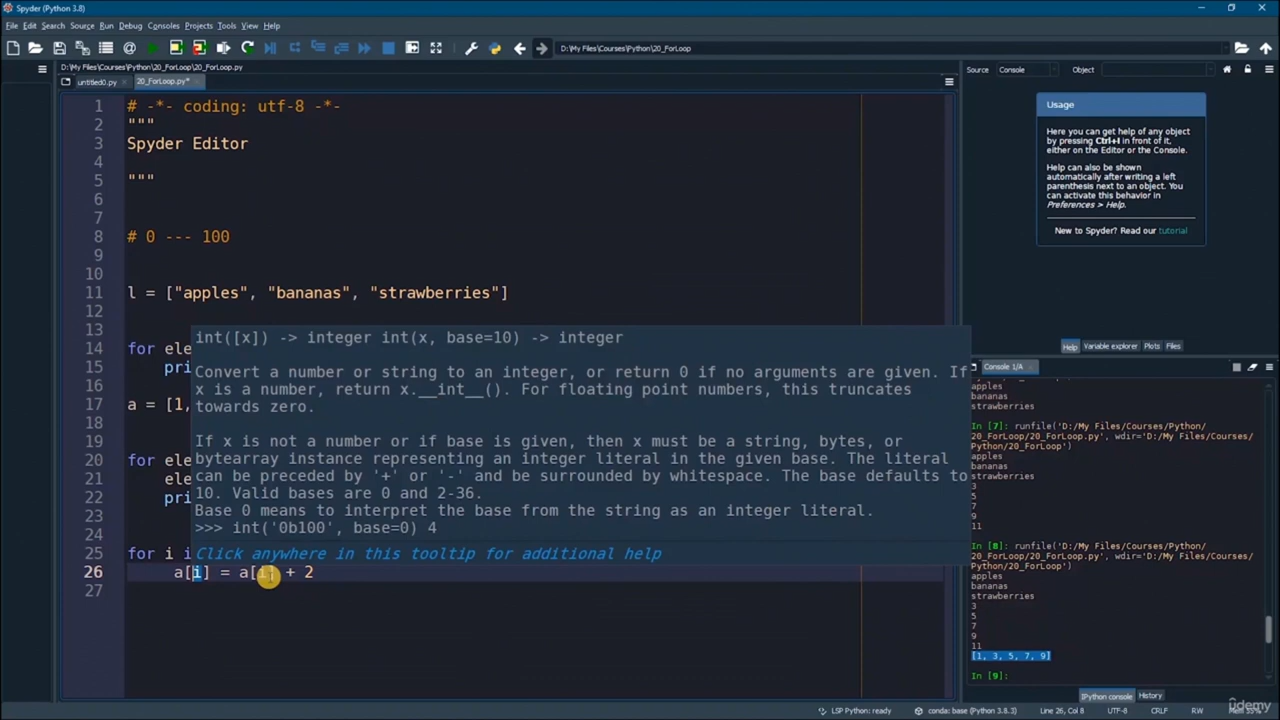 Spyder (Python 3.8)
File Edit Search Source Run Debug Consoles Projects Tools View Help
D:\My Files\Courses\Python\20_ForLoop
D:\My Files\Courses\Python\20_ForLoop\20_ForLoop.py
untitled0.py
20_ForLoop.py*
1 # -*- coding: utf-8 -*-
2 """
3 Spyder Editor
4
5 """
6
7
8 # 0 --- 100
9
10
11 l = ["apples", "bananas", "strawberries"]
12
13
14 for ele
15 pri
16
17 a = [1,
18
19
20 for ele
21 ele
22 pri
23
24
25 for i i
26 a[i] = a[i] + 2
27
int([x]) -> integer int(x, base=10) -> integer
Convert a number or string to an integer, or return 0 if no arguments are given. If
x is a number, return x.__int__(). For floating point numbers, this truncates
towards zero.
If x is not a number or if base is given, then x must be a string, bytes, or
bytearray instance representing an integer literal in the given base. The literal
can be preceded by '+' or '-' and be surrounded by whitespace. The base defaults to
10. Valid bases are 0 and 2-36.
Base 0 means to interpret the base from the string as an integer literal.
>>> int('0b100', base=0) 4
Click anywhere in this tooltip for additional help
Source Console Object
Usage
Here you can get help of any object
by pressing Ctrl+I in front of it,
either on the Editor or the Console.
Help can also be shown
automatically after writing a left
parenthesis next to an object. You
can activate this behavior in
Preferences > Help.
New to Spyder? Read our tutorial
Help Variable explorer Plots Files
Console 1/A
apples
bananas
strawberries
In [7]: runfile('D:/My Files/Courses/Python/
20_ForLoop/20_ForLoop.py', wdir='D:/My Files/Courses/
Python/20_ForLoop')
apples
bananas
strawberries
3
5
7
9
11
In [8]: runfile('D:/My Files/Courses/Python/
20_ForLoop/20_ForLoop.py', wdir='D:/My Files/Courses/
Python/20_ForLoop')
apples
bananas
strawberries
3
5
7
9
11
[1, 3, 5, 7, 9]
In [9]:
IPython console History
LSP Python: ready conda: base (Python 3.8.3) Line 26, Col 8 UTF-8 CRLF RW Mem
udemy